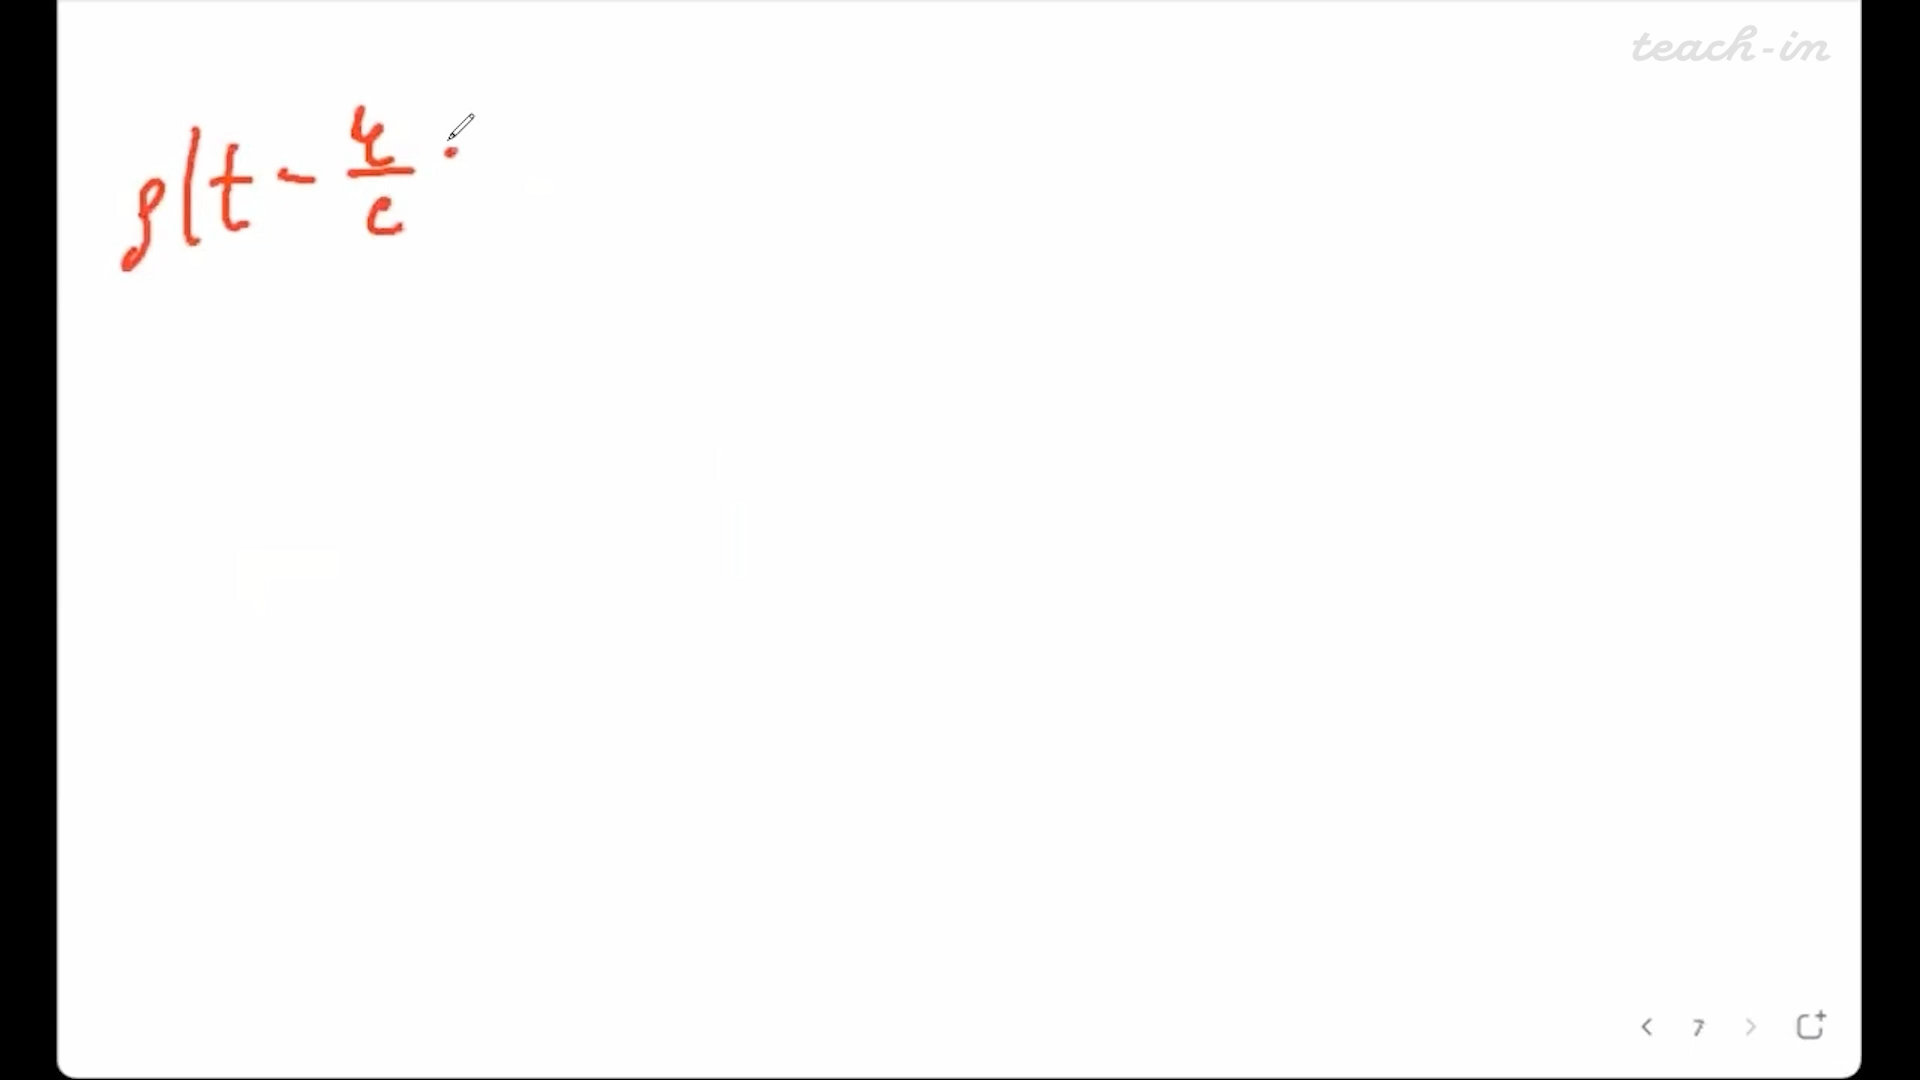 teach-in
ρ(t - r/c
7